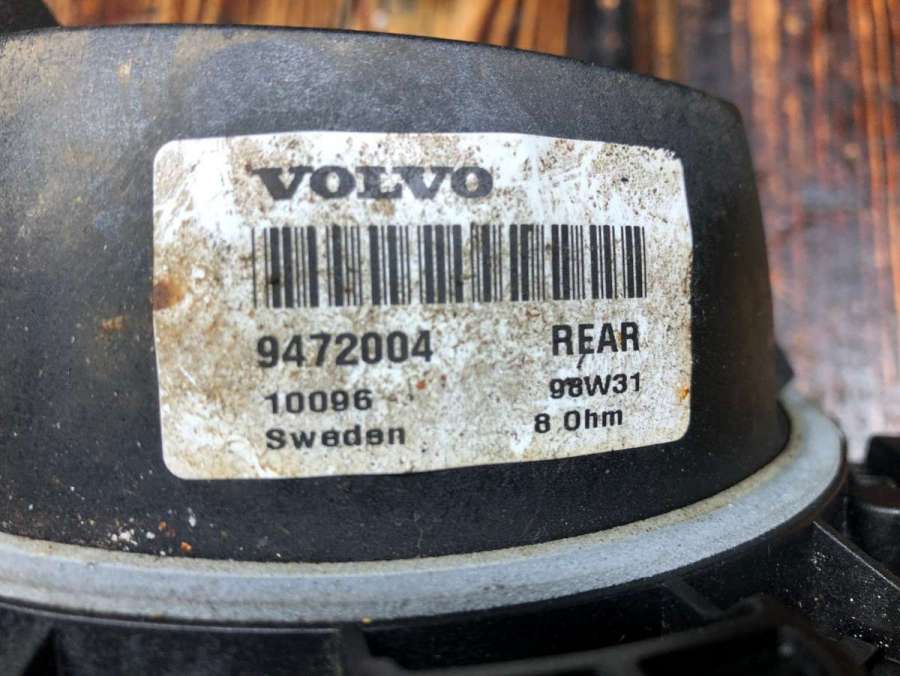 VOLVO
9472004 REAR
10096 98W31
Sweden 8 Ohm